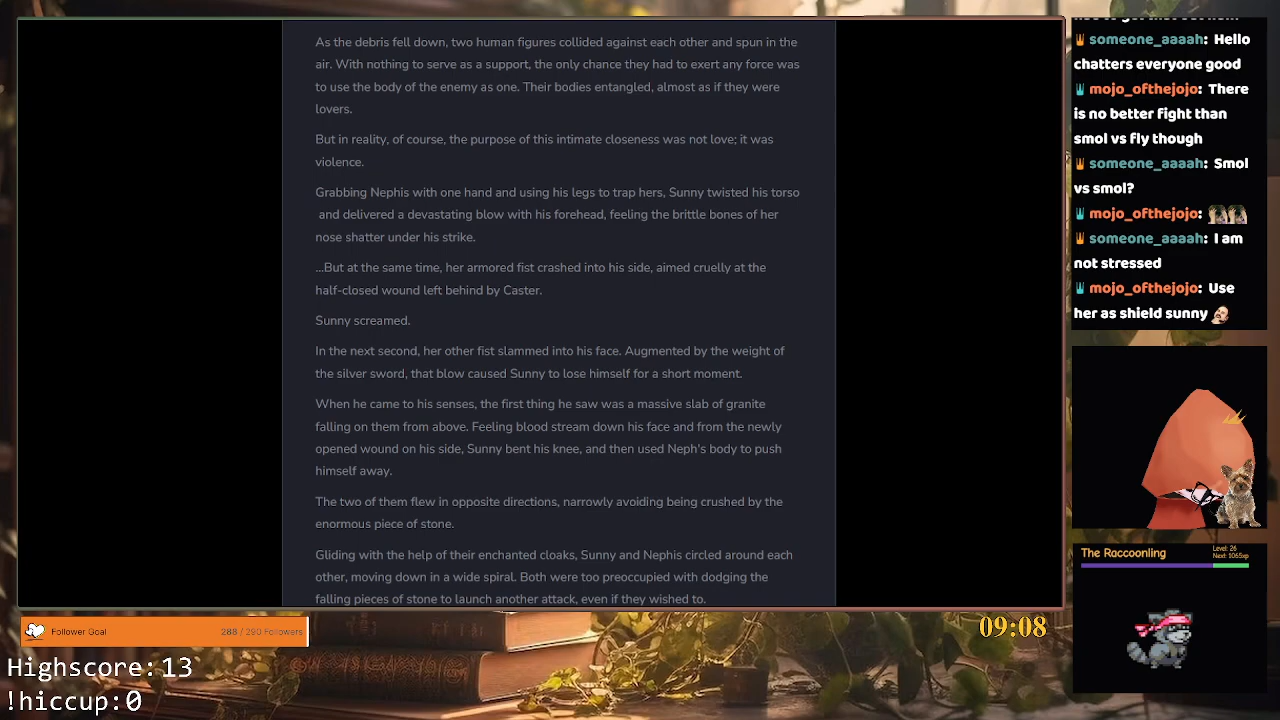 As the debris fell down, two human figures collided against each other and spun in the
air. With nothing to serve as a support, the only chance they had to exert any force was
to use the body of the enemy as one. Their bodies entangled, almost as if they were
lovers.
But in reality, of course, the purpose of this intimate closeness was not love; it was
violence.
Grabbing Nephis with one hand and using his legs to trap hers, Sunny twisted his torso
and delivered a devastating blow with his forehead, feeling the brittle bones of her
nose shatter under his strike.
...But at the same time, her armored fist crashed into his side, aimed cruelly at the
half-closed wound left behind by Caster.
Sunny screamed.
In the next second, her other fist slammed into his face. Augmented by the weight of
the silver sword, that blow caused Sunny to lose himself for a short moment.
When he came to his senses, the first thing he saw was a massive slab of granite
falling on them from above. Feeling blood stream down his face and from the newly
opened wound on his side, Sunny bent his knee, and then used Neph's body to push
himself away.
The two of them flew in opposite directions, narrowly avoiding being crushed by the
enormous piece of stone.
Gliding with the help of their enchanted cloaks, Sunny and Nephis circled around each
other, moving down in a wide spiral. Both were too preoccupied with dodging the
falling pieces of stone to launch another attack, even if they wished to.
someone_aaaah: Hello
chatters everyone good
mojo_ofthejojo: There
is no better fight than
smol vs fly though
someone_aaaah: Smol
vs smol?
mojo_ofthejojo:
someone_aaaah: I am
not stressed
mojo_ofthejojo: Use
her as shield sunny
The Raccoonling
Level: 26
Next: 1065xp
Follower Goal
288 / 290 Followers
09:08
Highscore:13
!hiccup:0